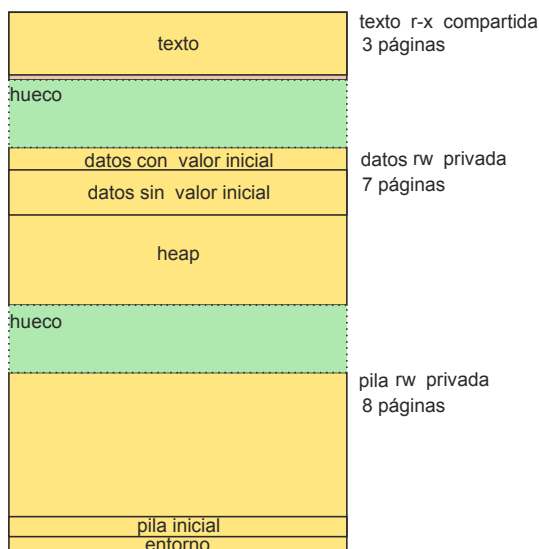 texto r-x compartida
texto
3 páginas
hueco
datos con valor inicial
datos rw privada
datos sin valor inicial
7 páginas
heap
hueco
pila rw privada
8 páginas
pila inicial
entorno